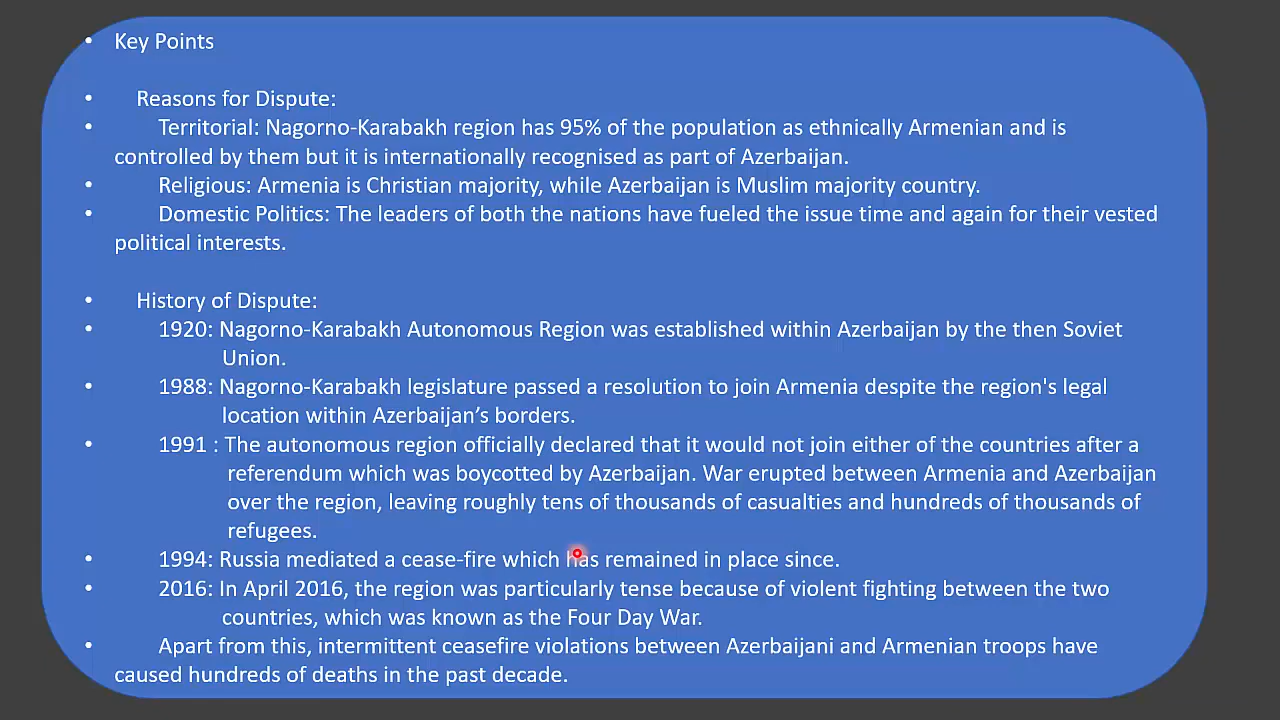 • Key Points
• Reasons for Dispute:
• Territorial: Nagorno-Karabakh region has 95% of the population as ethnically Armenian and is
controlled by them but it is internationally recognised as part of Azerbaijan.
• Religious: Armenia is Christian majority, while Azerbaijan is Muslim majority country.
• Domestic Politics: The leaders of both the nations have fueled the issue time and again for their vested
political interests.
• History of Dispute:
• 1920: Nagorno-Karabakh Autonomous Region was established within Azerbaijan by the then Soviet
Union.
• 1988: Nagorno-Karabakh legislature passed a resolution to join Armenia despite the region's legal
location within Azerbaijan’s borders.
• 1991 : The autonomous region officially declared that it would not join either of the countries after a
referendum which was boycotted by Azerbaijan. War erupted between Armenia and Azerbaijan
over the region, leaving roughly tens of thousands of casualties and hundreds of thousands of
refugees.
• 1994: Russia mediated a cease-fire which has remained in place since.
• 2016: In April 2016, the region was particularly tense because of violent fighting between the two
countries, which was known as the Four Day War.
• Apart from this, intermittent ceasefire violations between Azerbaijani and Armenian troops have
caused hundreds of deaths in the past decade.